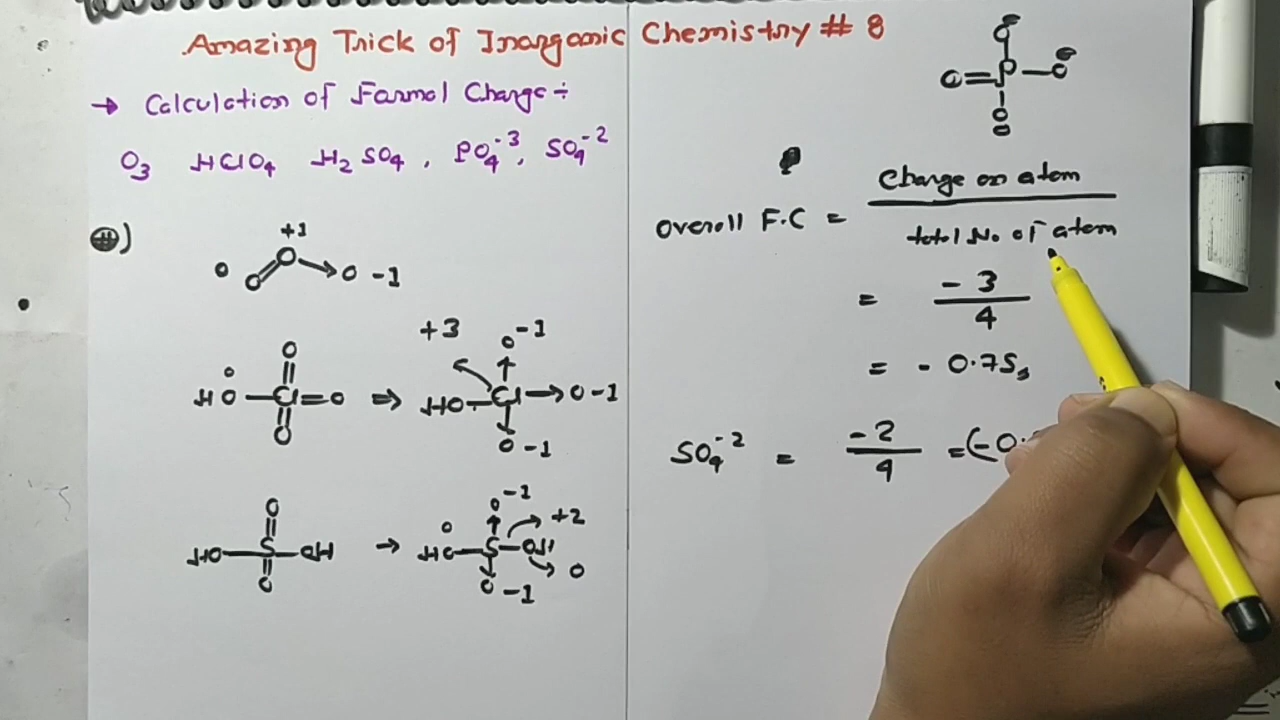 Amazing Trick of Inorganic Chemistry # 8
→ Calculation of Formal Charge ÷
O₃ HClO₄ H₂SO₄ , PO₄⁻³, SO₄⁻²
#)
+1
O O O -1
+3 O -1
O O
HO Cl O ⇒ HO Cl O -1
O O -1
O O -1 +2
O
HO S OH → HO S OH
O O -1 O
O
O P O
O
Charge on atom
Overall F.C =
total No. of atom
= -3
4
= -0.75,
SO₄⁻² = -2 = (-0.
4